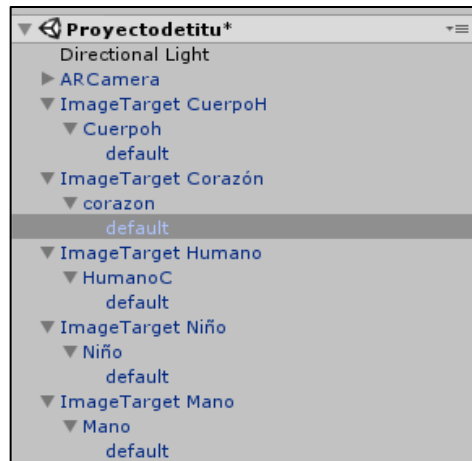 Proyectodetitu*
Directional Light
ARCamera
ImageTarget CuerpoH
Cuerpoh
default
ImageTarget Corazón
corazon
default
ImageTarget Humano
HumanoC
default
ImageTarget Niño
Niño
default
ImageTarget Mano
Mano
default